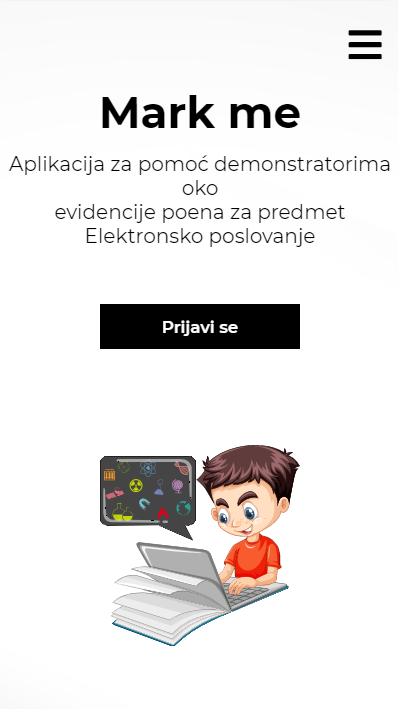 Mark me
Aplikacija za pomoć demonstratorima
oko
evidencije poena za predmet
Elektronsko poslovanje
Prijavi se